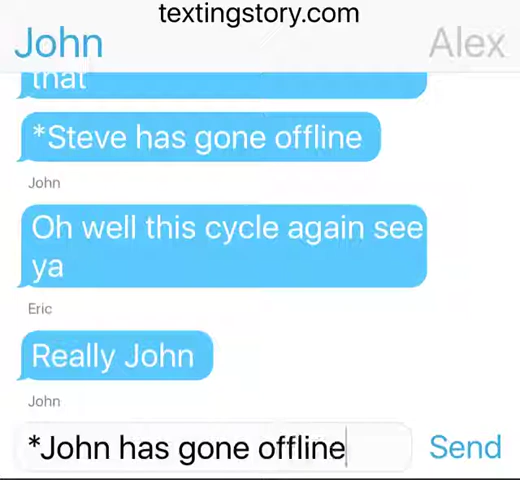 textingstory.com
John
Alex
that
*Steve has gone offline
John
Oh well this cycle again see
ya
Eric
Really John
John
*John has gone offline
Send